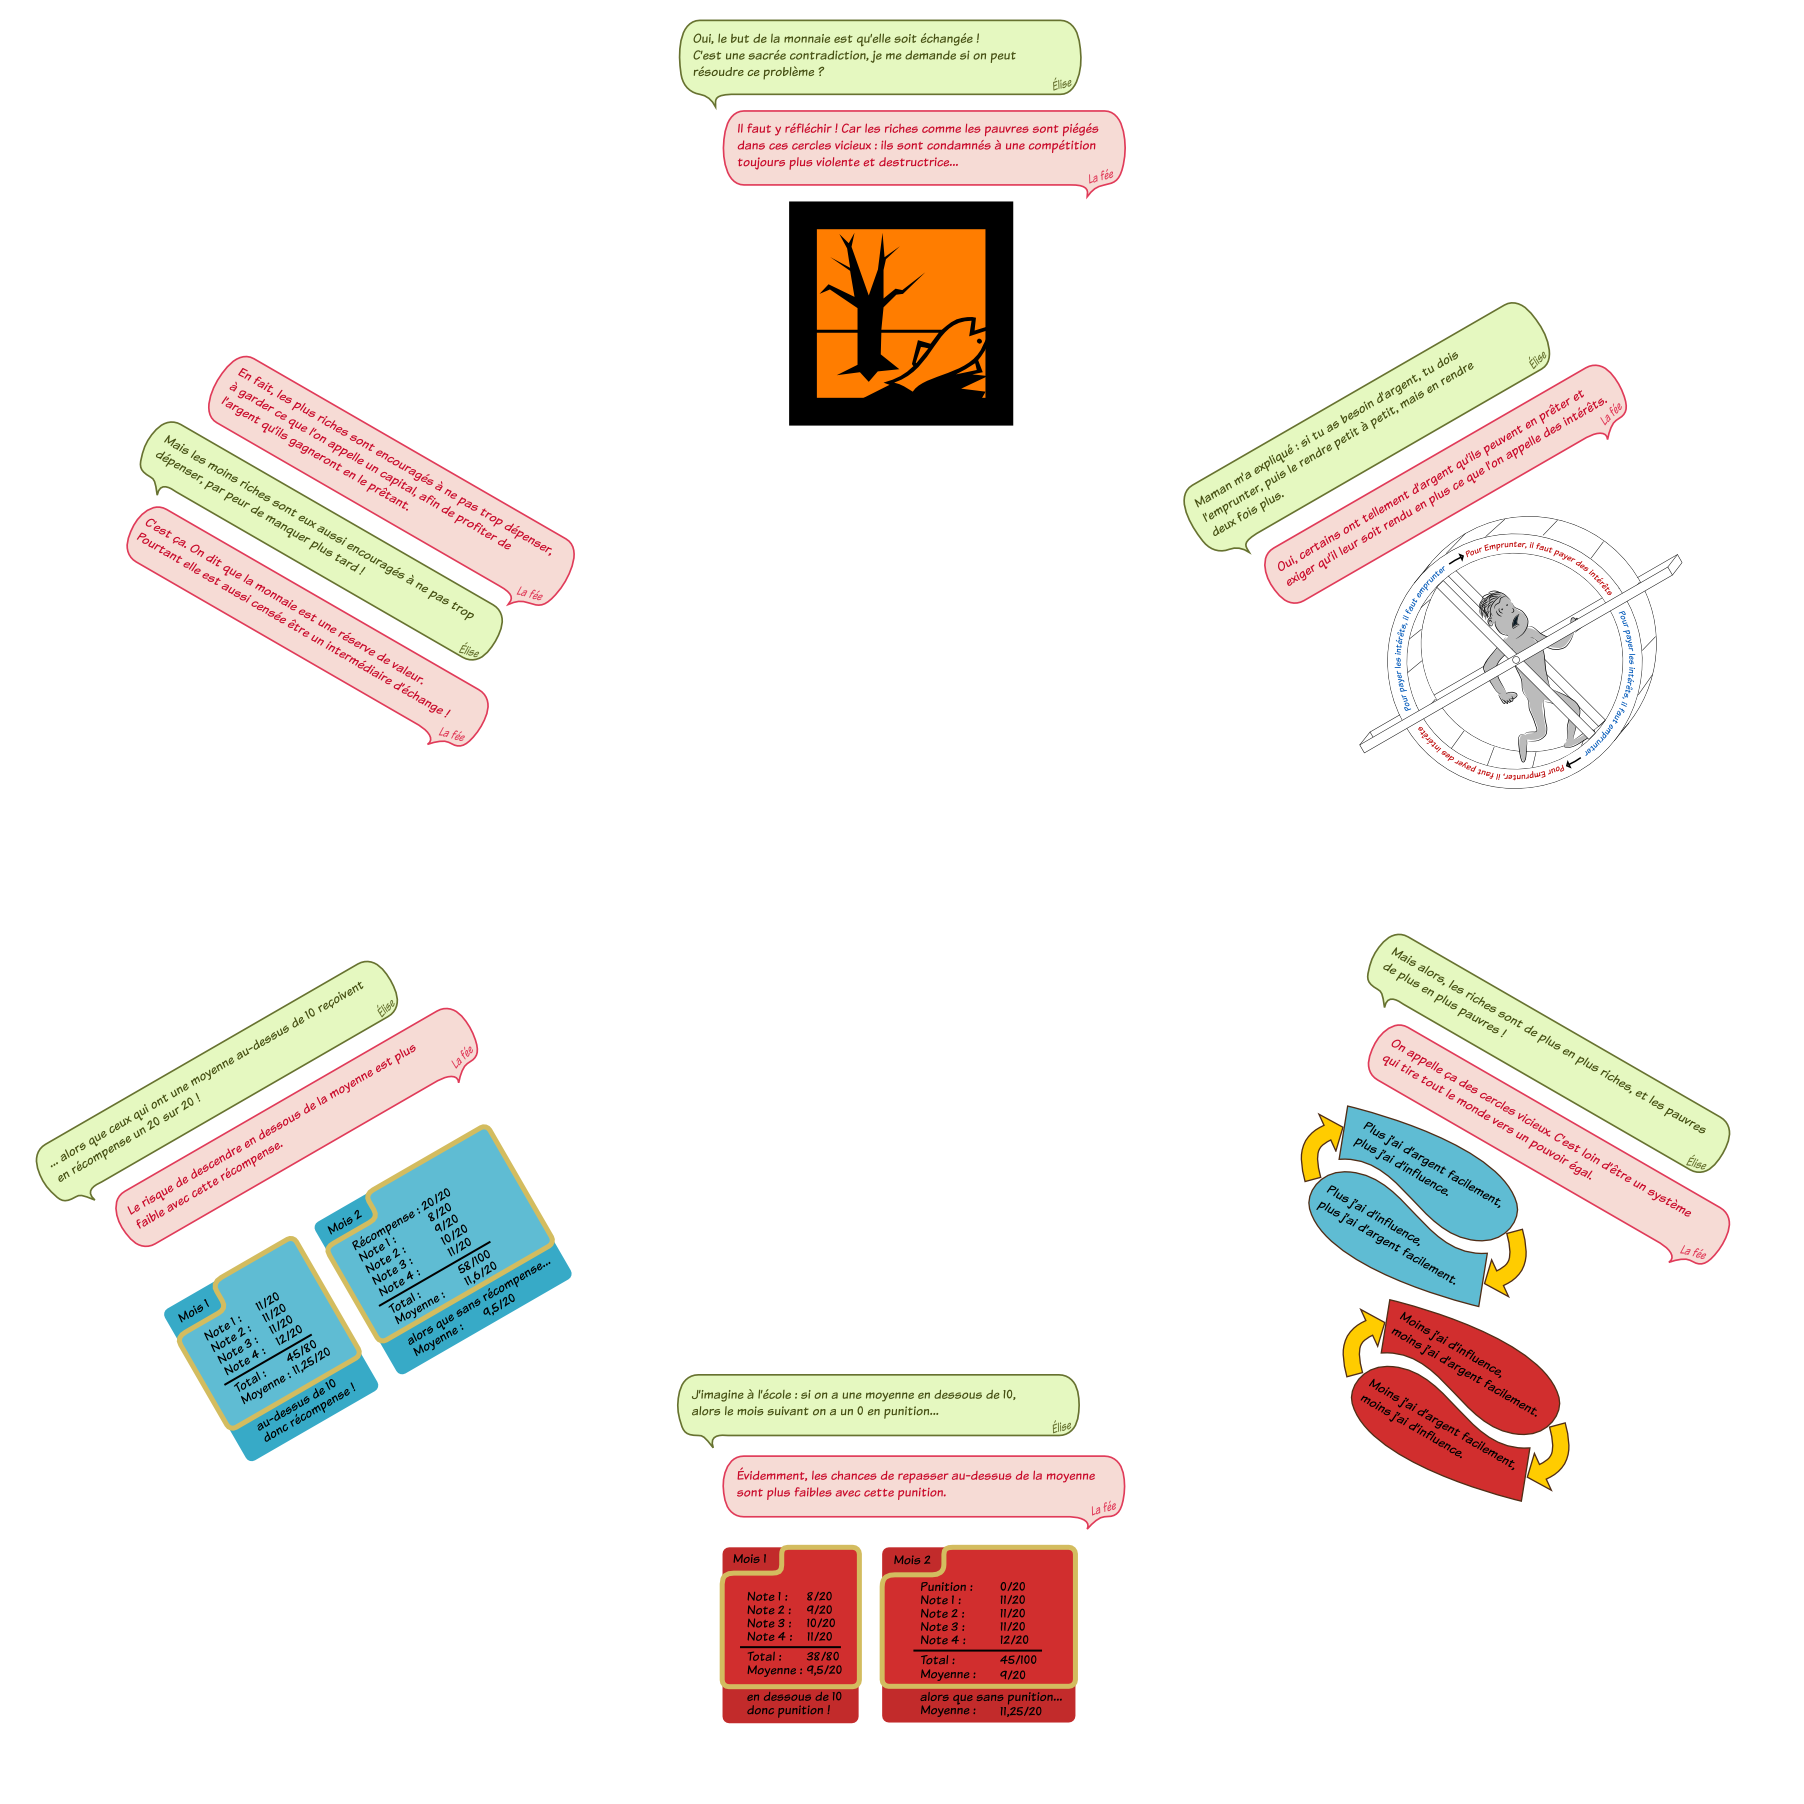 Oui, le but de la monnaie est qu'elle soit échangée !
C'est une sacrée contradiction, je me demande si on peut
résoudre ce problème ?
Élise
Il faut y réfléchir ! Car les riches comme les pauvres sont piégés
dans ces cercles vicieux : ils sont condamnés à une compétition
toujours plus violente et destructrice...
La fée
Maman m'a expliqué : si tu as besoin d'argent, tu dois
l'emprunter, puis le rendre petit à petit, mais en rendre
deux fois plus.
Élise
Oui, certains ont tellement d'argent qu'ils peuvent en prêter et
exiger qu'il leur soit rendu en plus ce que l'on appelle des intérêts.
La fée
Pour Emprunter, il faut payer des intérêts
Pour payer les intérêts, il faut emprunter
Pour Emprunter, il faut payer des intérêts
Pour payer les intérêts, il faut emprunter
Mais alors, les riches sont de plus en plus riches, et les pauvres
de plus en plus pauvres !
Élise
On appelle ça des cercles vicieux. C'est loin d'être un système
qui tire tout le monde vers un pouvoir égal.
La fée
Plus j'ai d'argent facilement,
plus j'ai d'influence.
Plus j'ai d'influence,
plus j'ai d'argent facilement.
Moins j'ai d'influence,
moins j'ai d'argent facilement.
Moins j'ai d'argent facilement,
moins j'ai d'influence.
J'imagine à l'école : si on a une moyenne en dessous de 10,
alors le mois suivant on a un 0 en punition...
Élise
Évidemment, les chances de repasser au-dessus de la moyenne
sont plus faibles avec cette punition.
La fée
Mois 1
Note 1 : 8/20
Note 2 : 9/20
Note 3 : 10/20
Note 4 : 11/20
Total : 38/80
Moyenne : 9,5/20
en dessous de 10
donc punition !
Mois 2
Punition : 0/20
Note 1 : 11/20
Note 2 : 11/20
Note 3 : 11/20
Note 4 : 12/20
Total : 45/100
Moyenne : 9/20
alors que sans punition...
Moyenne : 11,25/20
... alors que ceux qui ont une moyenne au-dessus de 10 reçoivent
en récompense un 20 sur 20 !
Élise
Le risque de descendre en dessous de la moyenne est plus
faible avec cette récompense.
La fée
Mois 1
Note 1 : 11/20
Note 2 : 11/20
Note 3 : 11/20
Note 4 : 12/20
Total : 45/80
Moyenne : 11,25/20
au-dessus de 10
donc récompense !
Mois 2
Récompense : 20/20
Note 1 : 8/20
Note 2 : 9/20
Note 3 : 10/20
Note 4 : 11/20
Total : 58/100
Moyenne : 11,6/20
alors que sans récompense...
Moyenne : 9,5/20
En fait, les plus riches sont encouragés à ne pas trop dépenser,
à garder ce que l'on appelle un capital, afin de profiter de
l'argent qu'ils gagneront en le prêtant.
La fée
Mais les moins riches sont eux aussi encouragés à ne pas trop
dépenser, par peur de manquer plus tard !
Élise
C'est ça. On dit que la monnaie est une réserve de valeur.
Pourtant elle est aussi censée être un intermédiaire d'échange !
La fée